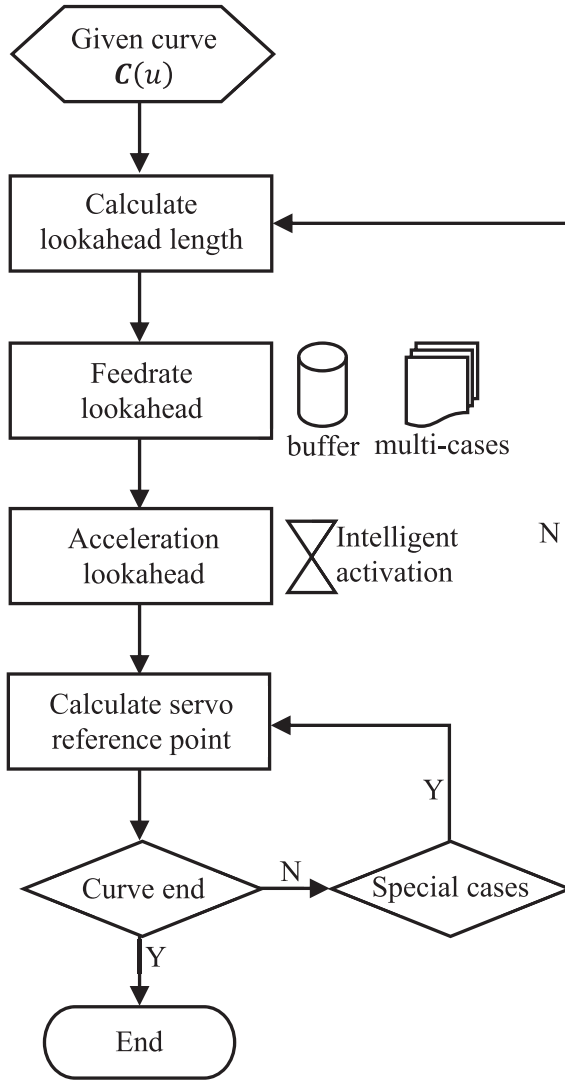 Given curve
C(u)
Calculate
lookahead length
Feedrate
lookahead
buffer
multi-cases
Acceleration
lookahead
Intelligent
activation
N
Calculate servo
reference point
Y
Curve end
N
Special cases
Y
End